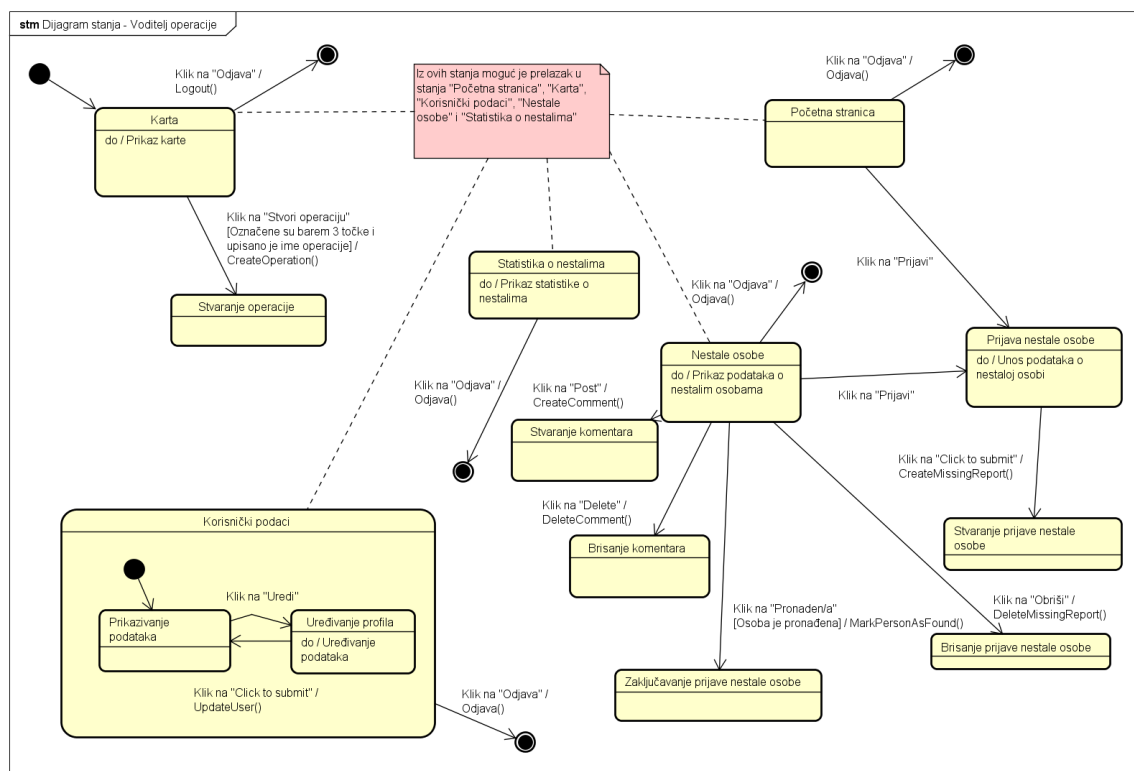 stm Dijagram stanja - Voditelj operacije
Klik na "Odjava" /
Logout()
Karta
do / Prikaz karte
Iz ovih stanja moguć je prelazak u
stanja "Početna stranica", "Karta",
"Korisnički podaci", "Nestale
osobe" i "Statistika o nestalima"
Klik na "Odjava" /
Odjava()
Početna stranica
Klik na "Stvori operaciju"
[Označene su barem 3 točke i
upisano je ime operacije] /
CreateOperation()
Stvaranje operacije
Statistika o nestalima
do / Prikaz statistike o
nestalima
Klik na "Odjava" /
Odjava()
Klik na "Prijavi"
Nestale osobe
do / Prikaz podataka o
nestalim osobama
Klik na "Odjava" /
Odjava()
Klik na "Prijavi"
Prijava nestale osobe
do / Unos podataka o
nestaloj osobi
Klik na "Post" /
CreateComment()
Stvaranje komentara
Klik na "Click to submit" /
CreateMissingReport()
Klik na "Delete" /
DeleteComment()
Brisanje komentara
Stvaranje prijave nestale
osobe
Klik na "Pronađen/a"
[Osoba je pronađena] / MarkPersonAsFound()
Klik na "Obriši" /
DeleteMissingReport()
Brisanje prijave nestale osobe
Zaključavanje prijave nestale osobe
Korisnički podaci
Klik na "Uredi"
Prikazivanje
podataka
Uređivanje profila
do / Uređivanje
podataka
Klik na "Click to submit" /
UpdateUser()
Klik na "Odjava" /
Odjava()